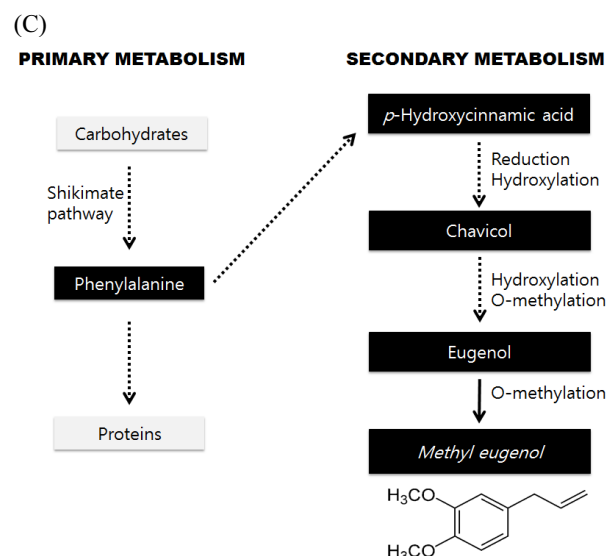 (C)
PRIMARY METABOLISM
Carbohydrates
Shikimate
pathway
Phenylalanine
Proteins
SECONDARY METABOLISM
p-Hydroxycinnamic acid
Reduction
Hydroxylation
Chavicol
Hydroxylation
O-methylation
Eugenol
O-methylation
Methyl eugenol
H₃CO
H₃CO